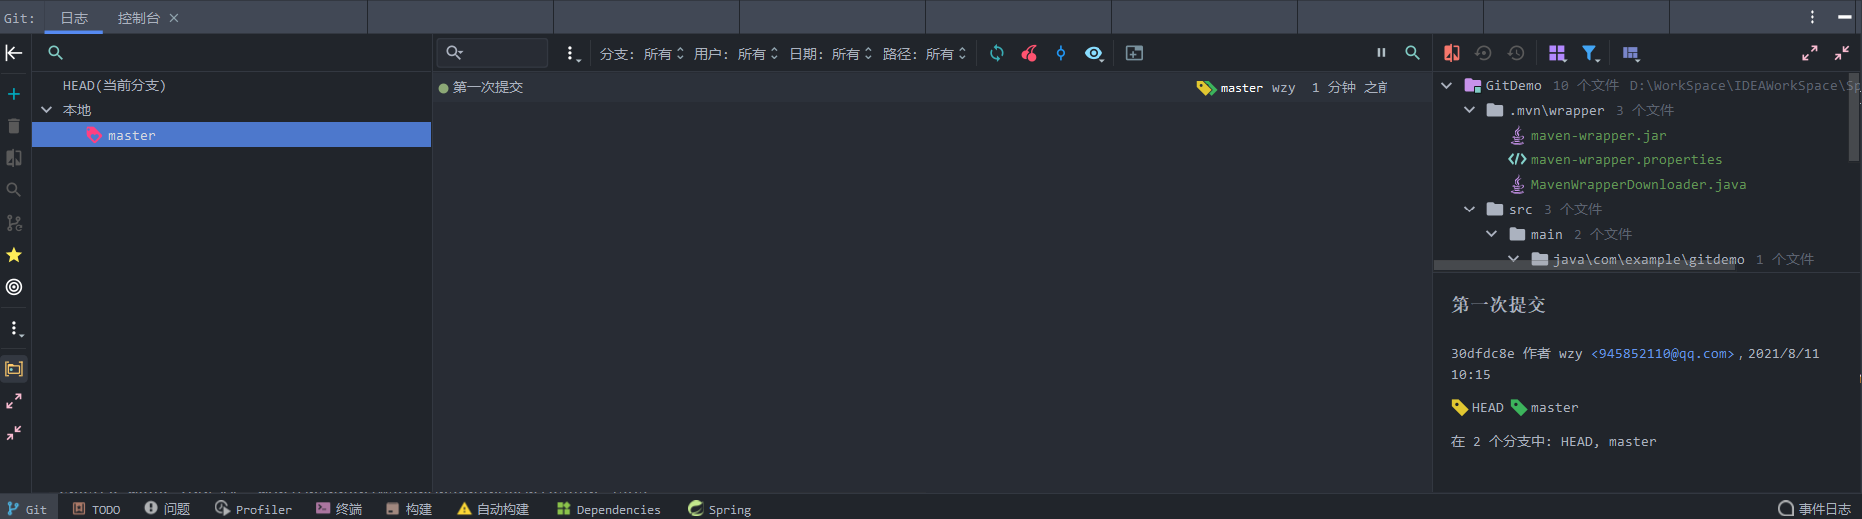 Git: 日志 控制台
分支: 所有 用户: 所有 日期: 所有 路径: 所有
HEAD(当前分支)
本地
master
第一次提交 master wzy 1 分钟 之前
GitDemo 10 个文件 D:\WorkSpace\IDEAWorkSpace\Sp
.mvn\wrapper 3 个文件
maven-wrapper.jar
maven-wrapper.properties
MavenWrapperDownloader.java
src 3 个文件
main 2 个文件
java\com\example\gitdemo 1 个文件
第一次提交
30dfdc8e 作者 wzy <945852110@qq.com>, 2021/8/11
10:15
HEAD master
在 2 个分支中: HEAD, master
Git TODO 问题 Profiler 终端 构建 自动构建 Dependencies Spring 事件日志